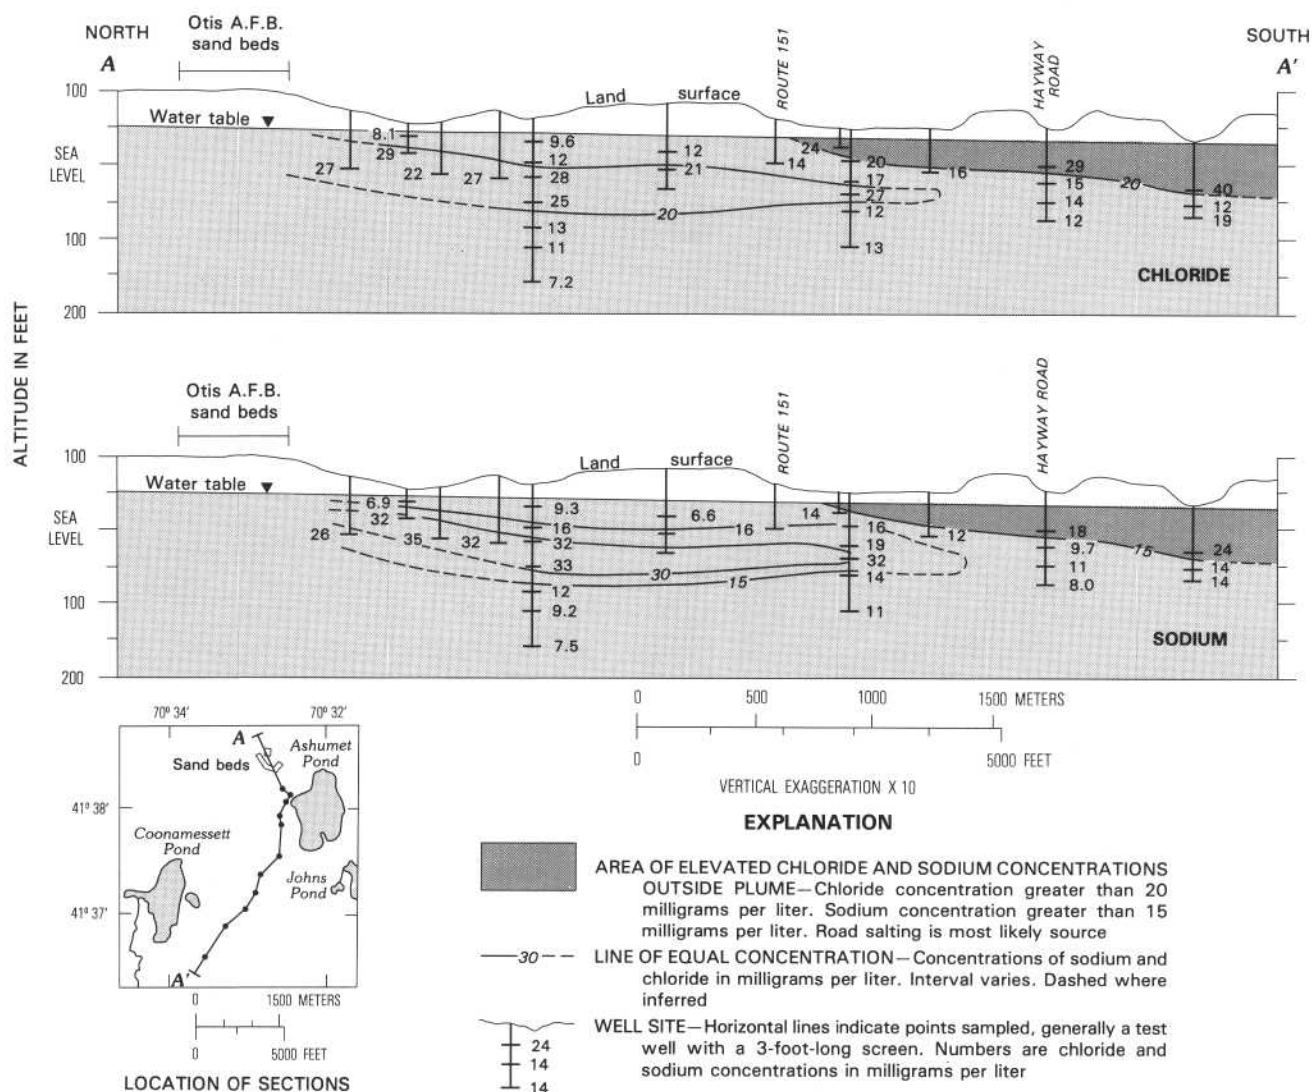 NORTH
A
Otis A.F.B.
sand beds
ROUTE 151
HAYWAY
ROAD
SOUTH
A'
100
Water table
Land surface
SEA
LEVEL
100
200
8.1
29
27
22
27
9.6
12
28
25
13
11
7.2
12
21
20
14
24
20
17
27
12
13
16
29
15
14
12
20
40
12
19
CHLORIDE
ALTITUDE IN FEET
Otis A.F.B.
sand beds
ROUTE 151
HAYWAY ROAD
100
Water table
Land surface
SEA
LEVEL
100
200
6.9
32
26
35
32
9.3
16
32
33
12
9.2
7.5
6.6
16
30
15
14
16
19
32
14
11
12
18
9.7
11
8.0
15
24
14
14
SODIUM
0 500 1000 1500 METERS
0 5000 FEET
VERTICAL EXAGGERATION X 10
70º 34' 70º 32'
A
Sand beds
Ashumet
Pond
41º 38'
Coonamessett
Pond
Johns
Pond
41º 37'
A'
0 1500 METERS
0 5000 FEET
LOCATION OF SECTIONS
EXPLANATION
AREA OF ELEVATED CHLORIDE AND SODIUM CONCENTRATIONS
OUTSIDE PLUME—Chloride concentration greater than 20
milligrams per liter. Sodium concentration greater than 15
milligrams per liter. Road salting is most likely source
30 LINE OF EQUAL CONCENTRATION—Concentrations of sodium and
chloride in milligrams per liter. Interval varies. Dashed where
inferred
WELL SITE—Horizontal lines indicate points sampled, generally a test
well with a 3-foot-long screen. Numbers are chloride and
sodium concentrations in milligrams per liter
24
14
14